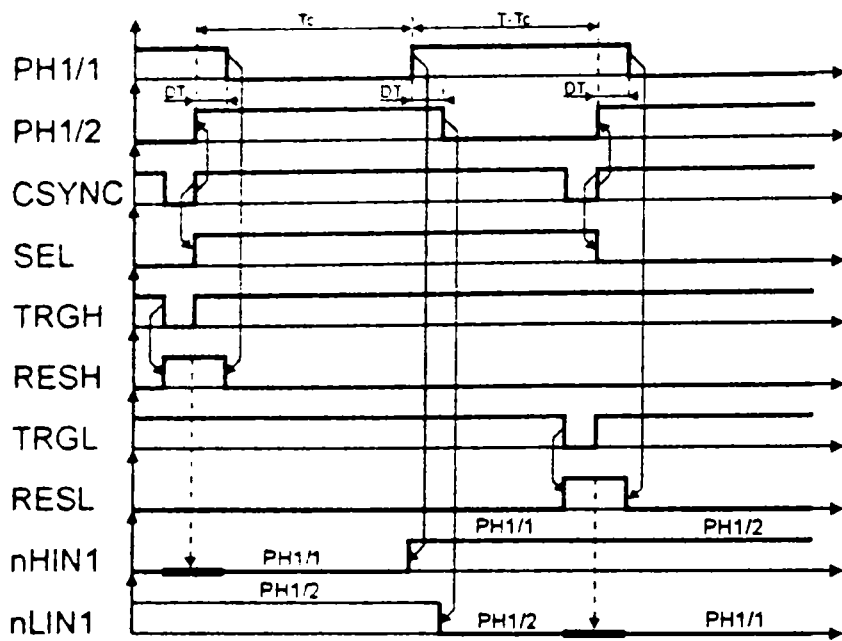 Tc T-Tc
PH1/1
DT DT DT
PH1/2
CSYNC
SEL
TRGH
RESH
TRGL
RESL
PH1/1 PH1/2
nHIN1
PH1/1
PH1/2
nLIN1
PH1/2 PH1/1